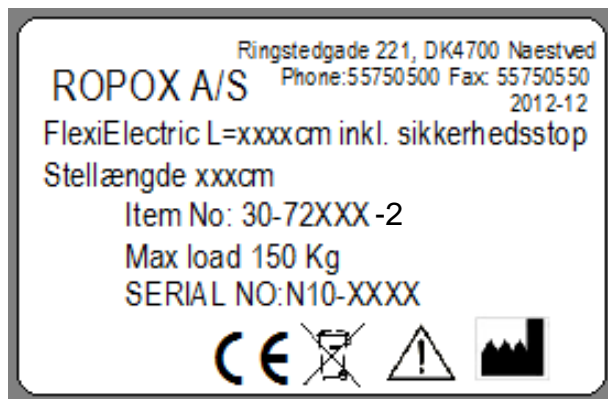 Ringstedgade 221, DK4700 Naestved
ROPOX A/S Phone:55750500 Fax: 55750550
2012-12
FlexiElectric L=xxxxcm inkl. sikkerhedsstop
Stellængde xxxcm
Item No: 30-72XXX-2
Max load 150 Kg
SERIAL NO:N10-XXXX
CE